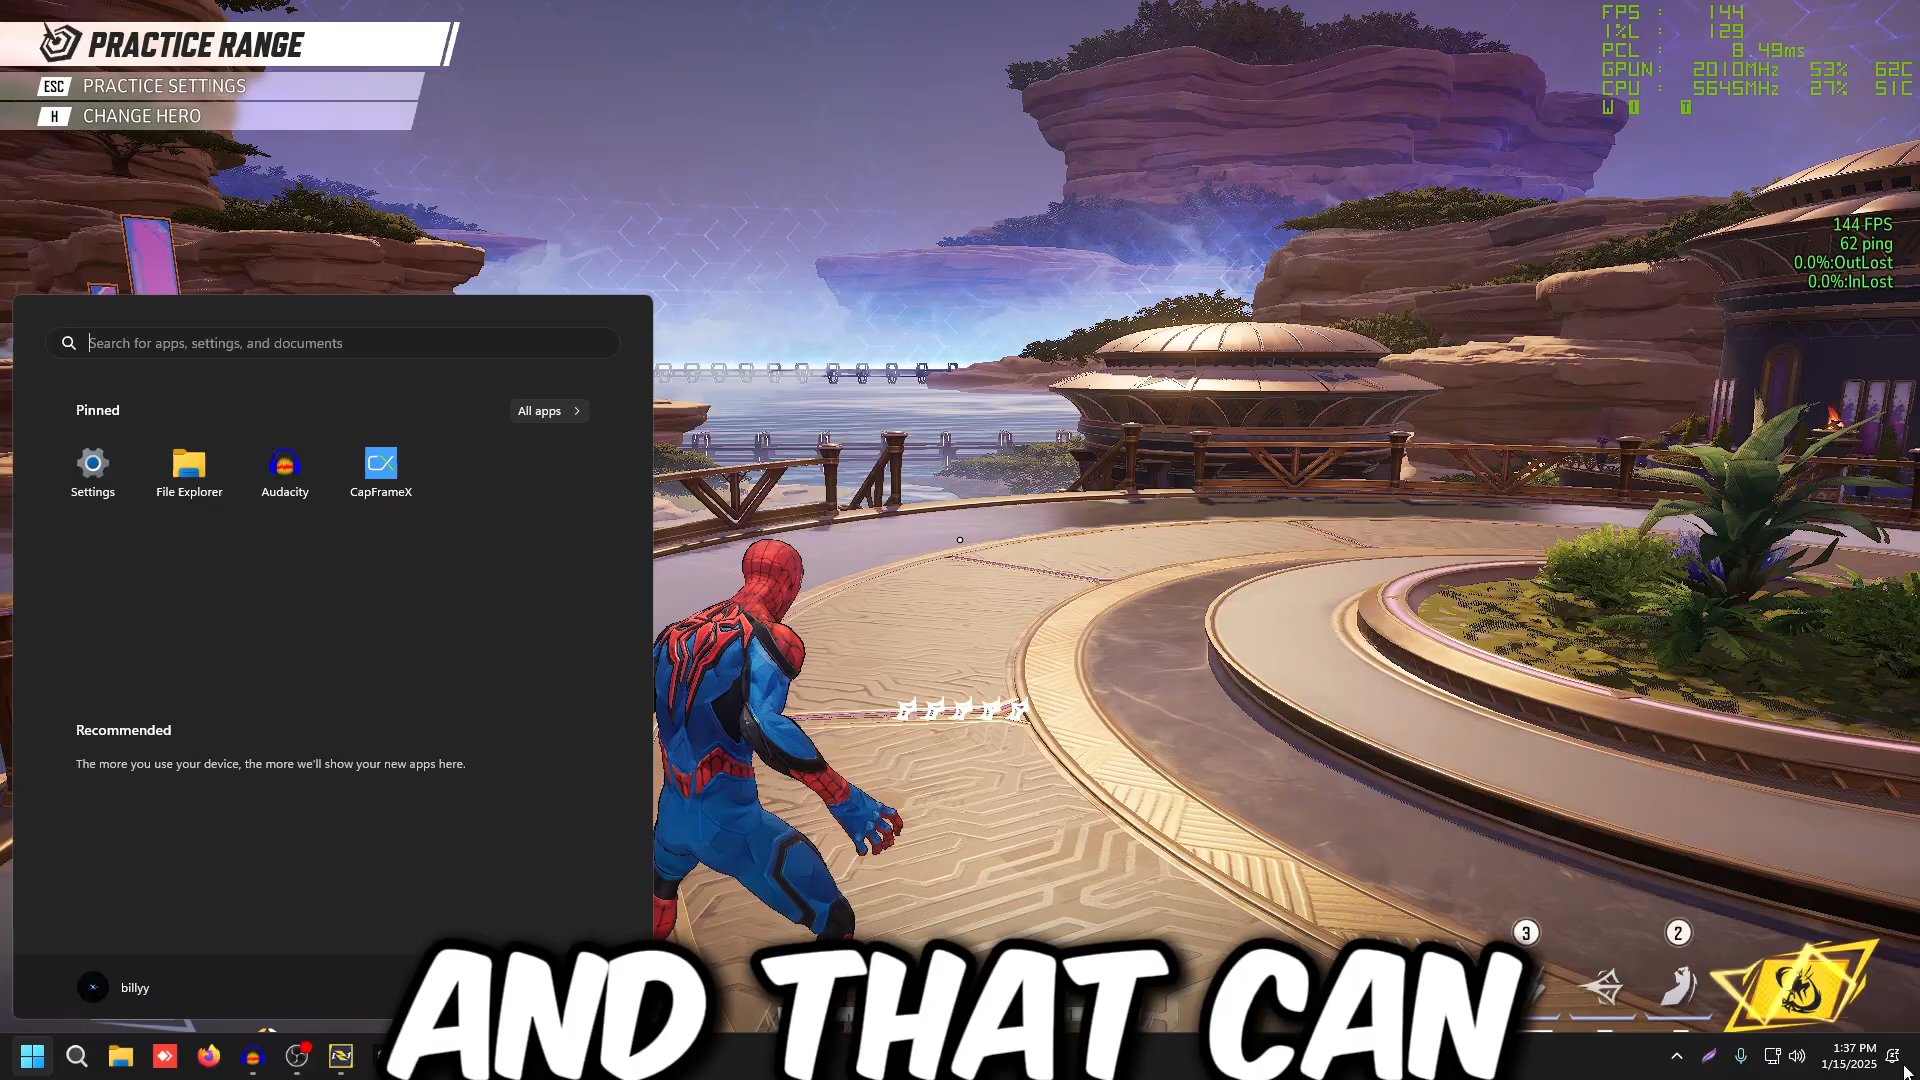 PRACTICE RANGE
ESC PRACTICE SETTINGS
H CHANGE HERO
FPS : 144
1%L : 129
PCL : 8.49ms
GPUN: 2010MHz 53% 62C
CPU : 5645MHz 27% 51C
W I T
144 FPS
62 ping
0.0%:OutLost
0.0%:InLost
Search for apps, settings, and documents
Pinned
All apps
Settings
File Explorer
Audacity
CapFrameX
CX
Recommended
The more you use your device, the more we'll show your new apps here.
billyy
3
2
AND THAT CAN
1:37 PM
1/15/2025